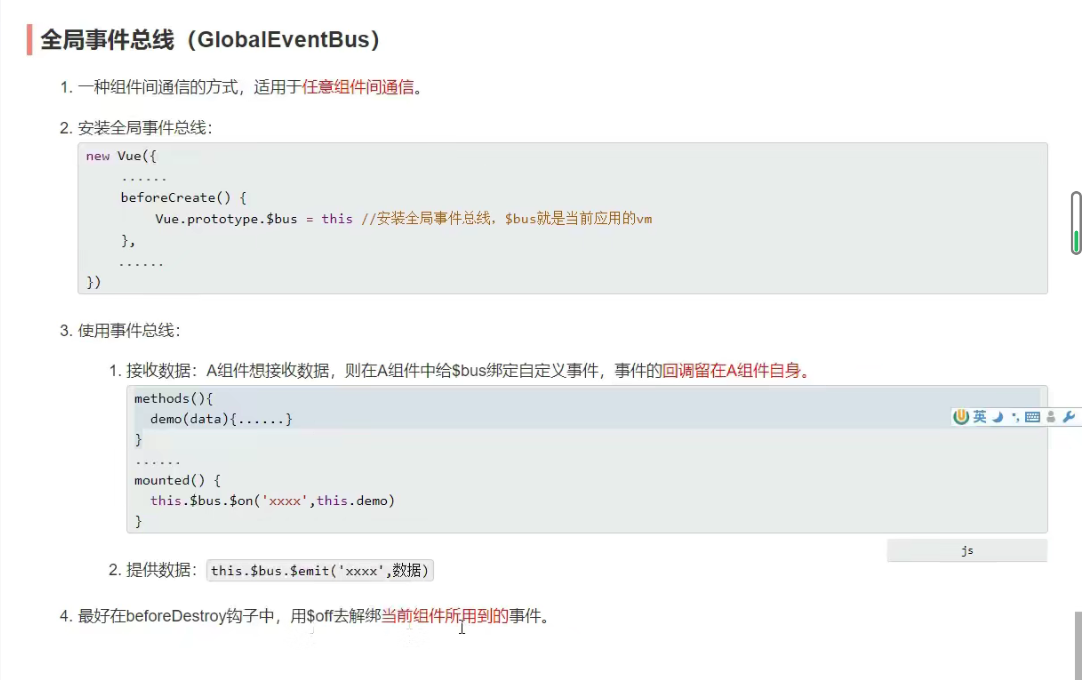 全局事件总线（GlobalEventBus）
1. 一种组件间通信的方式，适用于任意组件间通信。
2. 安装全局事件总线：
new Vue({
......
beforeCreate() {
Vue.prototype.$bus = this //安装全局事件总线，$bus就是当前应用的vm
},
......
})
3. 使用事件总线：
1. 接收数据：A组件想接收数据，则在A组件中给$bus绑定自定义事件，事件的回调留在A组件自身。
methods(){
demo(data){......}
}
......
mounted() {
this.$bus.$on('xxxx',this.demo)
}
英
js
2. 提供数据：this.$bus.$emit('xxxx',数据)
4. 最好在beforeDestroy钩子中，用$off去解绑当前组件所用到的事件。